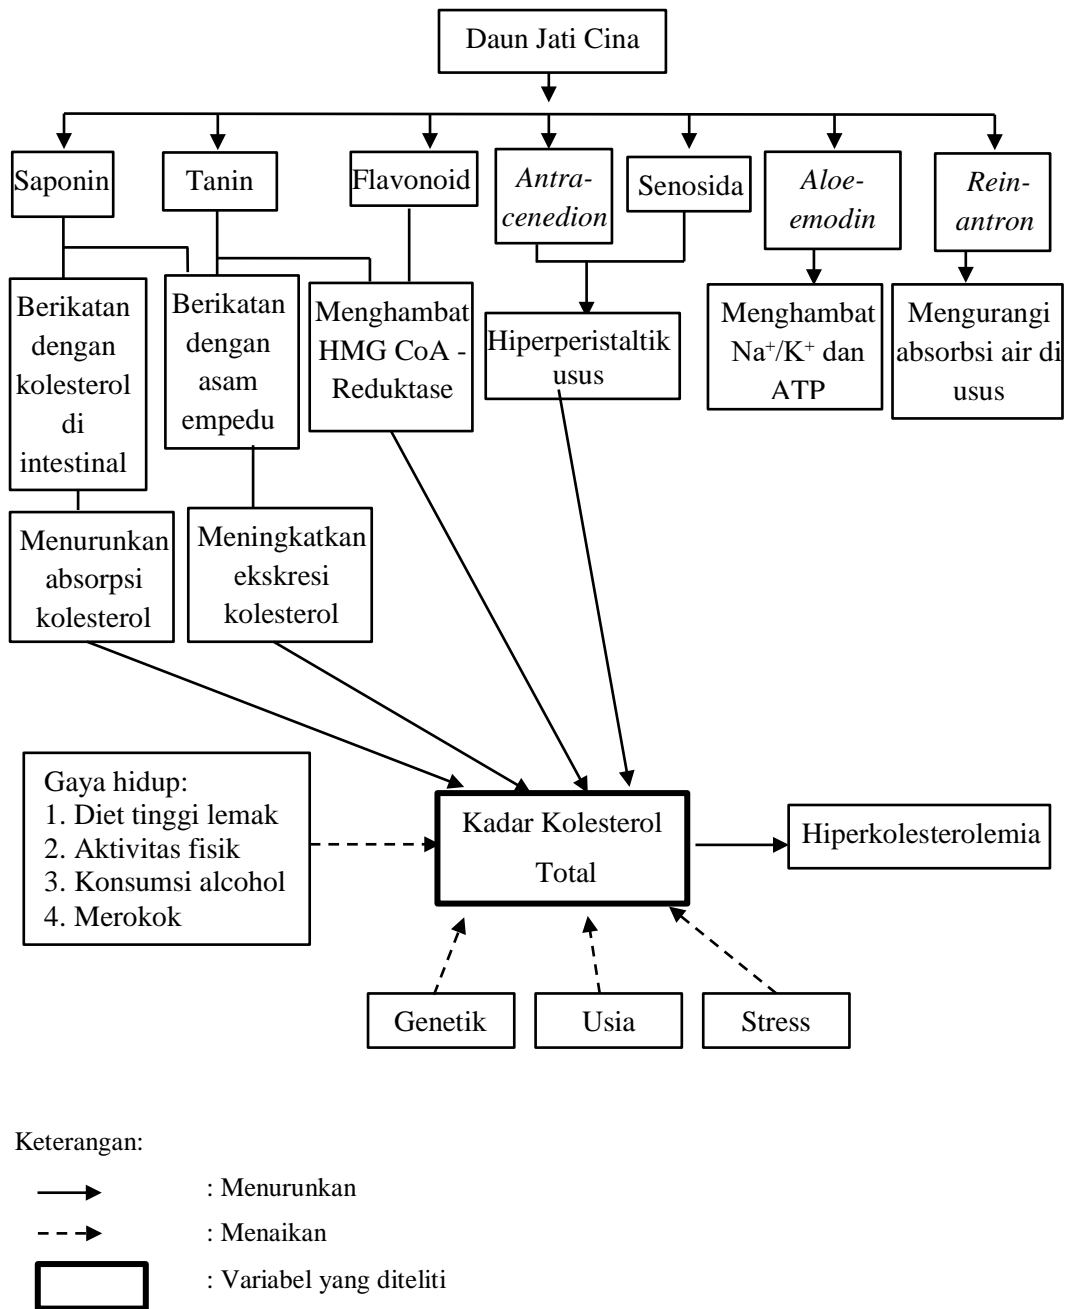 Daun Jati Cina
Saponin
Tanin
Flavonoid
Antra-
cenedion
Senosida
Aloe-
emodin
Rein-
antron
Berikatan
dengan
kolesterol
di
intestinal
Berikatan
dengan
asam
empedu
Menghambat
HMG CoA -
Reduktase
Hiperperistaltik
usus
Menghambat
Na⁺/K⁺ dan
ATP
Mengurangi
absorbsi air di
usus
Menurunkan
absorpsi
kolesterol
Meningkatkan
ekskresi
kolesterol
Gaya hidup:
1. Diet tinggi lemak
2. Aktivitas fisik
3. Konsumsi alcohol
4. Merokok
Kadar Kolesterol
Total
Hiperkolesterolemia
Genetik
Usia
Stress
Keterangan:
: Menurunkan
: Menaikan
: Variabel yang diteliti